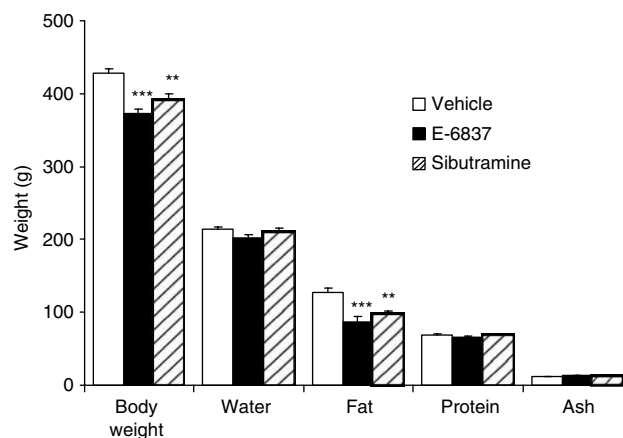 500
400
300
200
100
0
Weight (g)
*** **
*** **
Vehicle
E-6837
Sibutramine
Body weight
Water
Fat
Protein
Ash